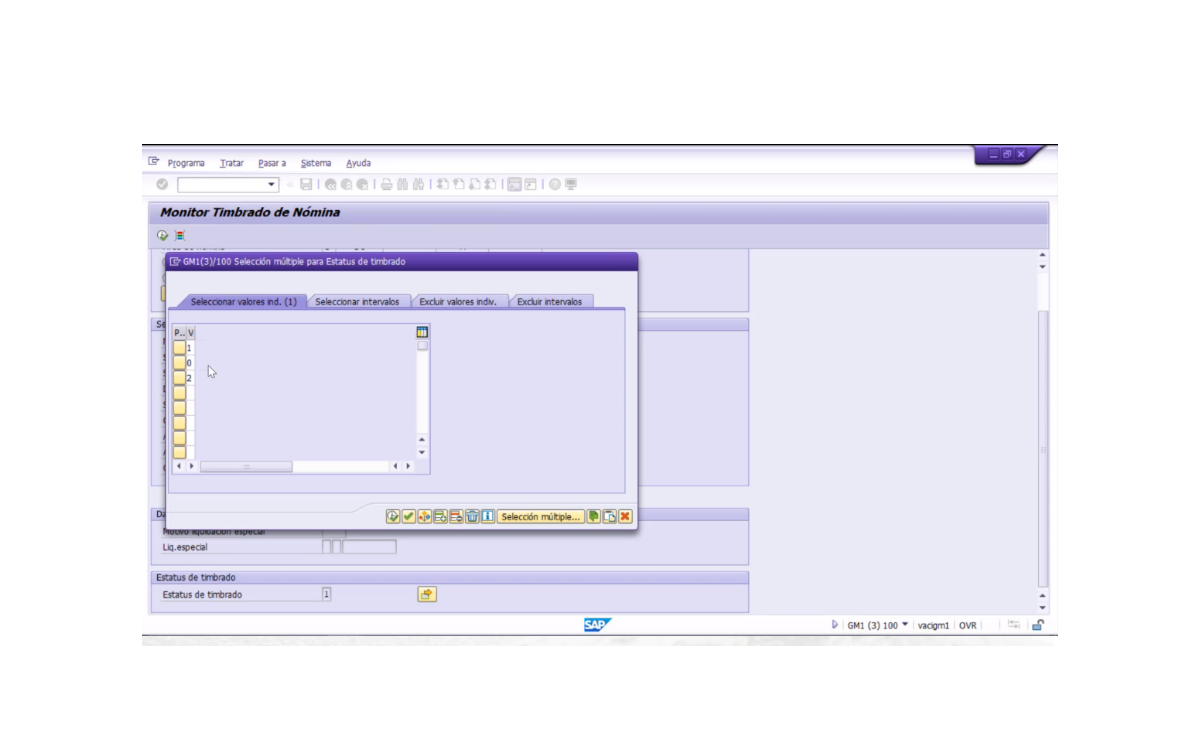 Programa Tratar Pasar a Sistema Ayuda
Monitor Timbrado de Nómina
GM1(3)/100 Selección múltiple para Estatus de timbrado
Seleccionar valores ind. (1) Seleccionar intervalos Excluir valores indiv. Excluir intervalos
P.. V
1
0
2
Selección múltiple...
Motivo liquidación especial
Liq.especial
Estatus de timbrado
Estatus de timbrado 1
SAP GM1 (3) 100 vacigm1 OVR